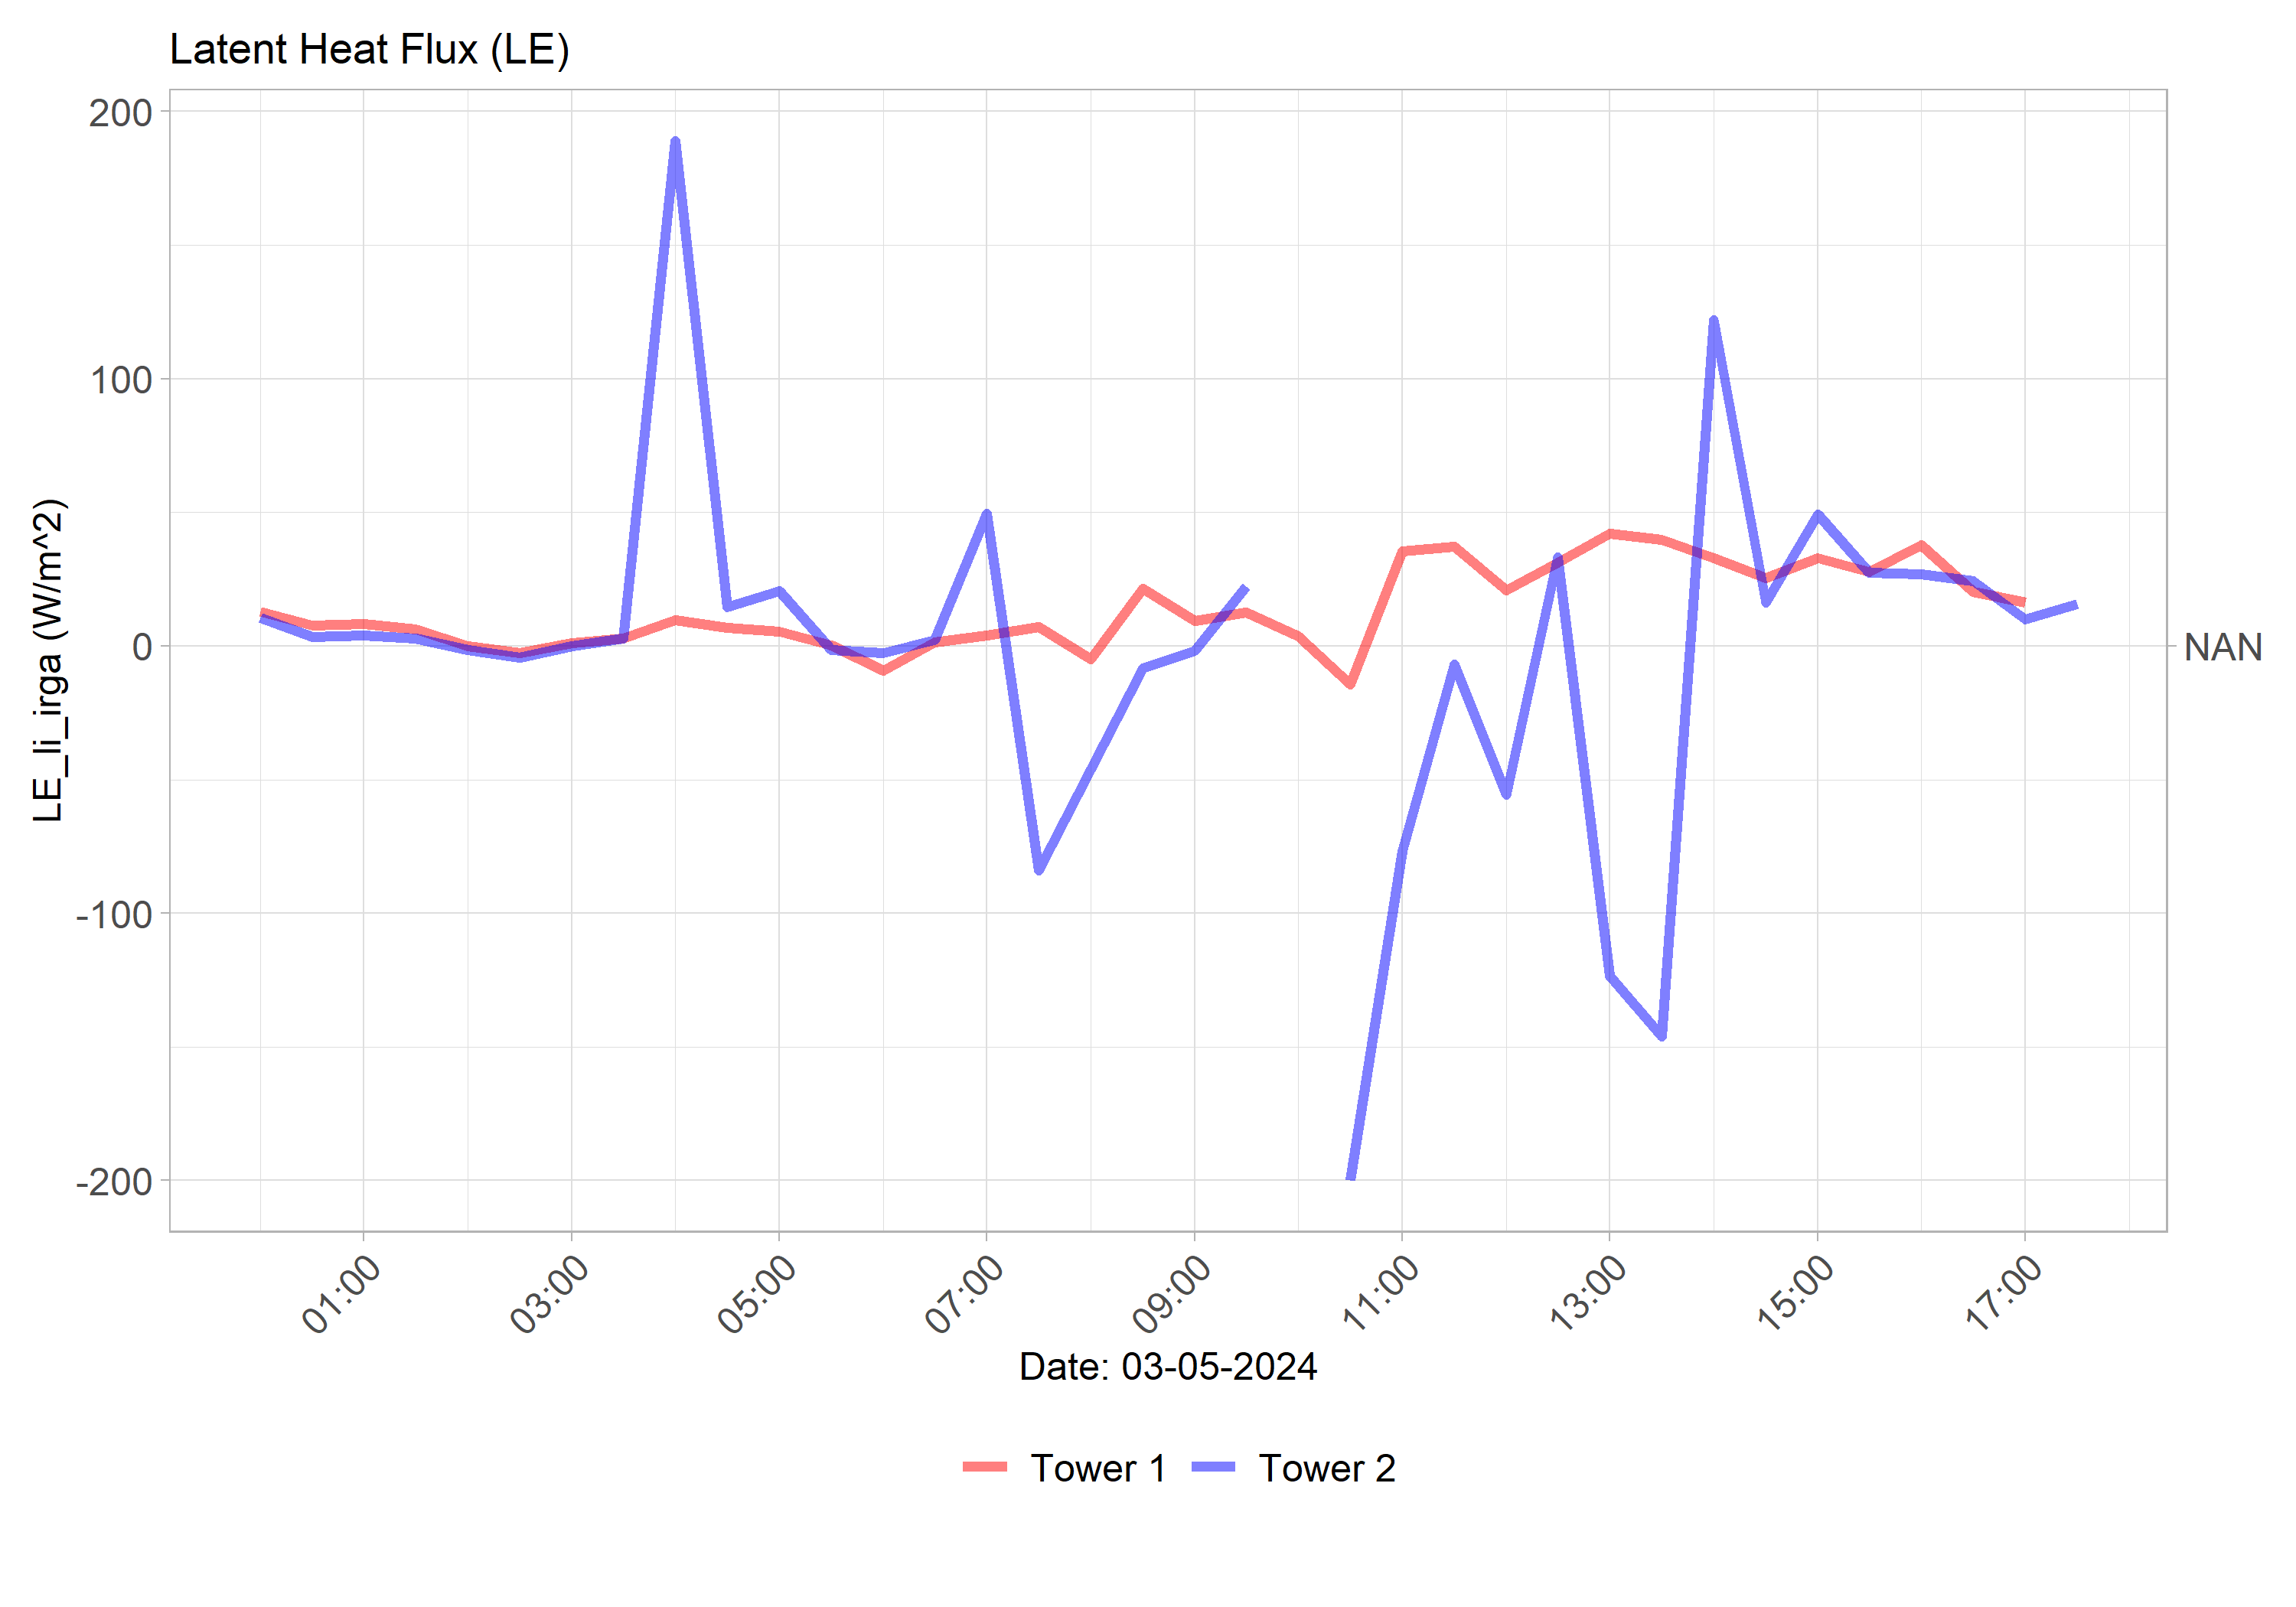 Latent Heat Flux (LE)
LE_li_irga (W/m^2)
200
100
0
-100
-200
NAN
01:00
03:00
05:00
07:00
09:00
11:00
13:00
15:00
17:00
Date: 03-05-2024
Tower 1
Tower 2